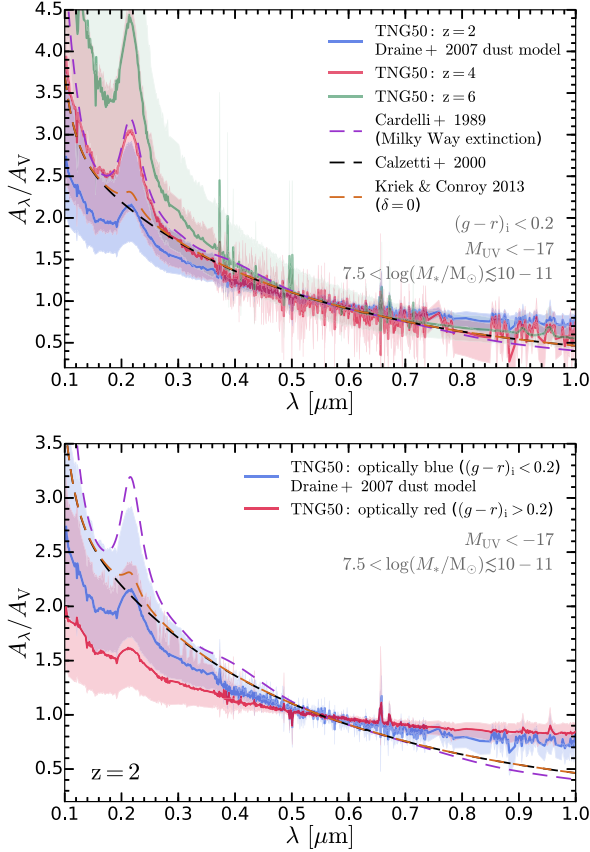 4.5
4.0
3.5
3.0
2.5
2.0
1.5
1.0
0.5
A_λ/A_V
TNG50: z=2
Draine+ 2007 dust model
TNG50: z=4
TNG50: z=6
Cardelli+ 1989
(Milky Way extinction)
Calzetti+ 2000
Kriek & Conroy 2013
(δ=0)
(g−r)_i<0.2
M_UV<−17
7.5<log(M_*/M_⊙)≲10−11
0.1 0.2 0.3 0.4 0.5 0.6 0.7 0.8 0.9 1.0
λ [μm]
3.5
3.0
2.5
2.0
1.5
1.0
0.5
A_λ/A_V
TNG50: optically blue ((g−r)_i<0.2)
Draine+ 2007 dust model
TNG50: optically red ((g−r)_i>0.2)
M_UV<−17
7.5<log(M_*/M_⊙)≲10−11
z=2
0.1 0.2 0.3 0.4 0.5 0.6 0.7 0.8 0.9 1.0
λ [μm]